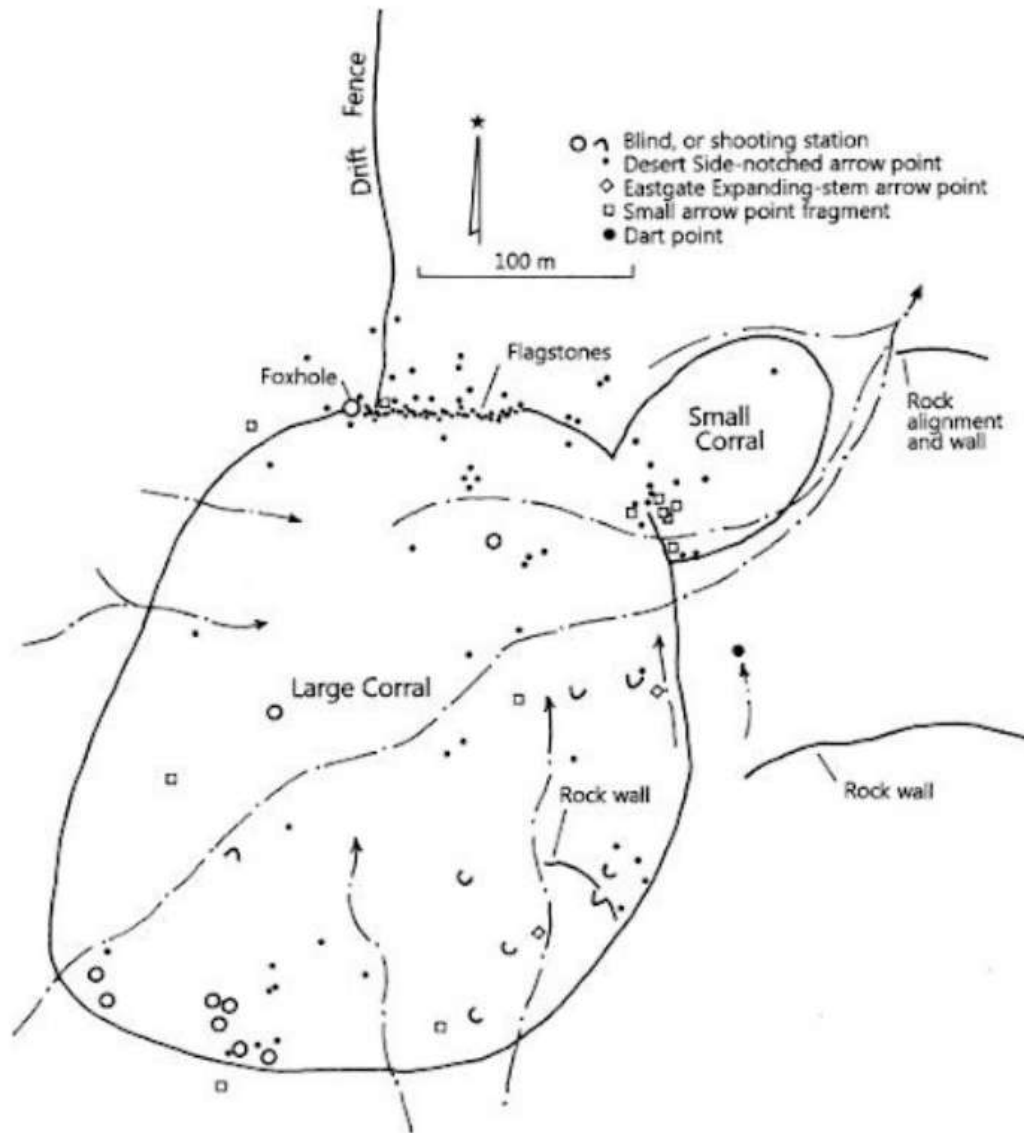 Drift Fence
Blind, or shooting station
Desert Side-notched arrow point
Eastgate Expanding-stem arrow point
Small arrow point fragment
Dart point
100 m
Flagstones
Foxhole
Small
Corral
Rock
alignment
and wall
Large Corral
Rock wall
Rock wall